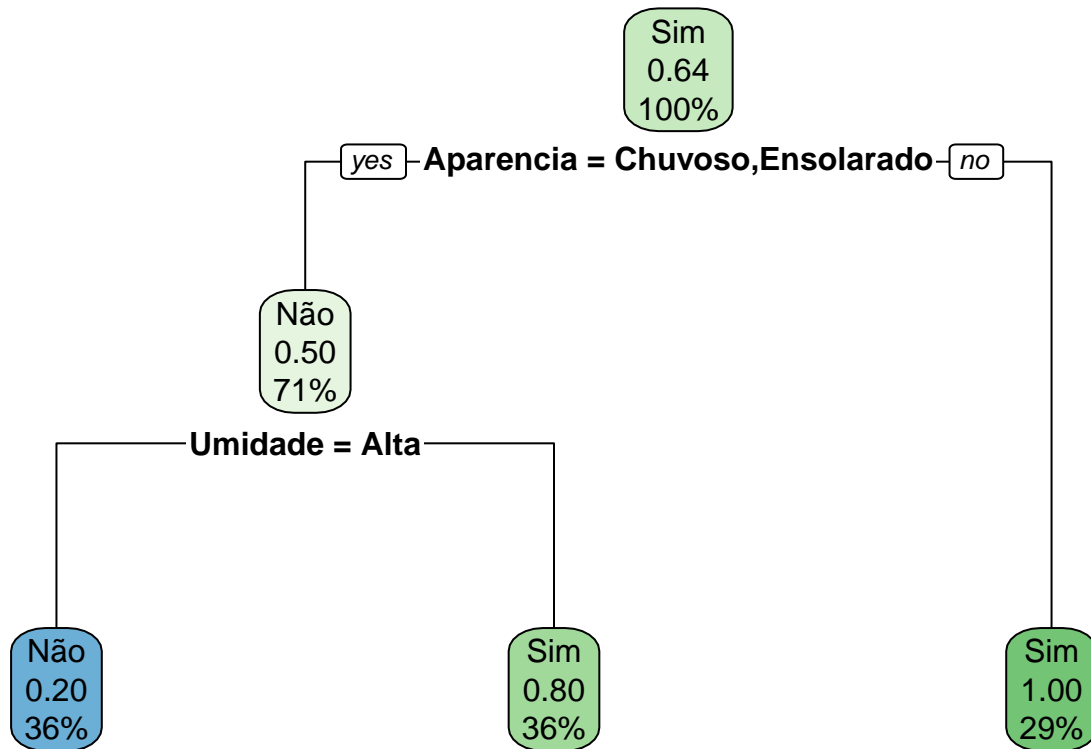 Sim
0.64
100%
yes
Aparencia = Chuvoso,Ensolarado
no
Não
0.50
71%
Umidade = Alta
Não
0.20
36%
Sim
0.80
36%
Sim
1.00
29%